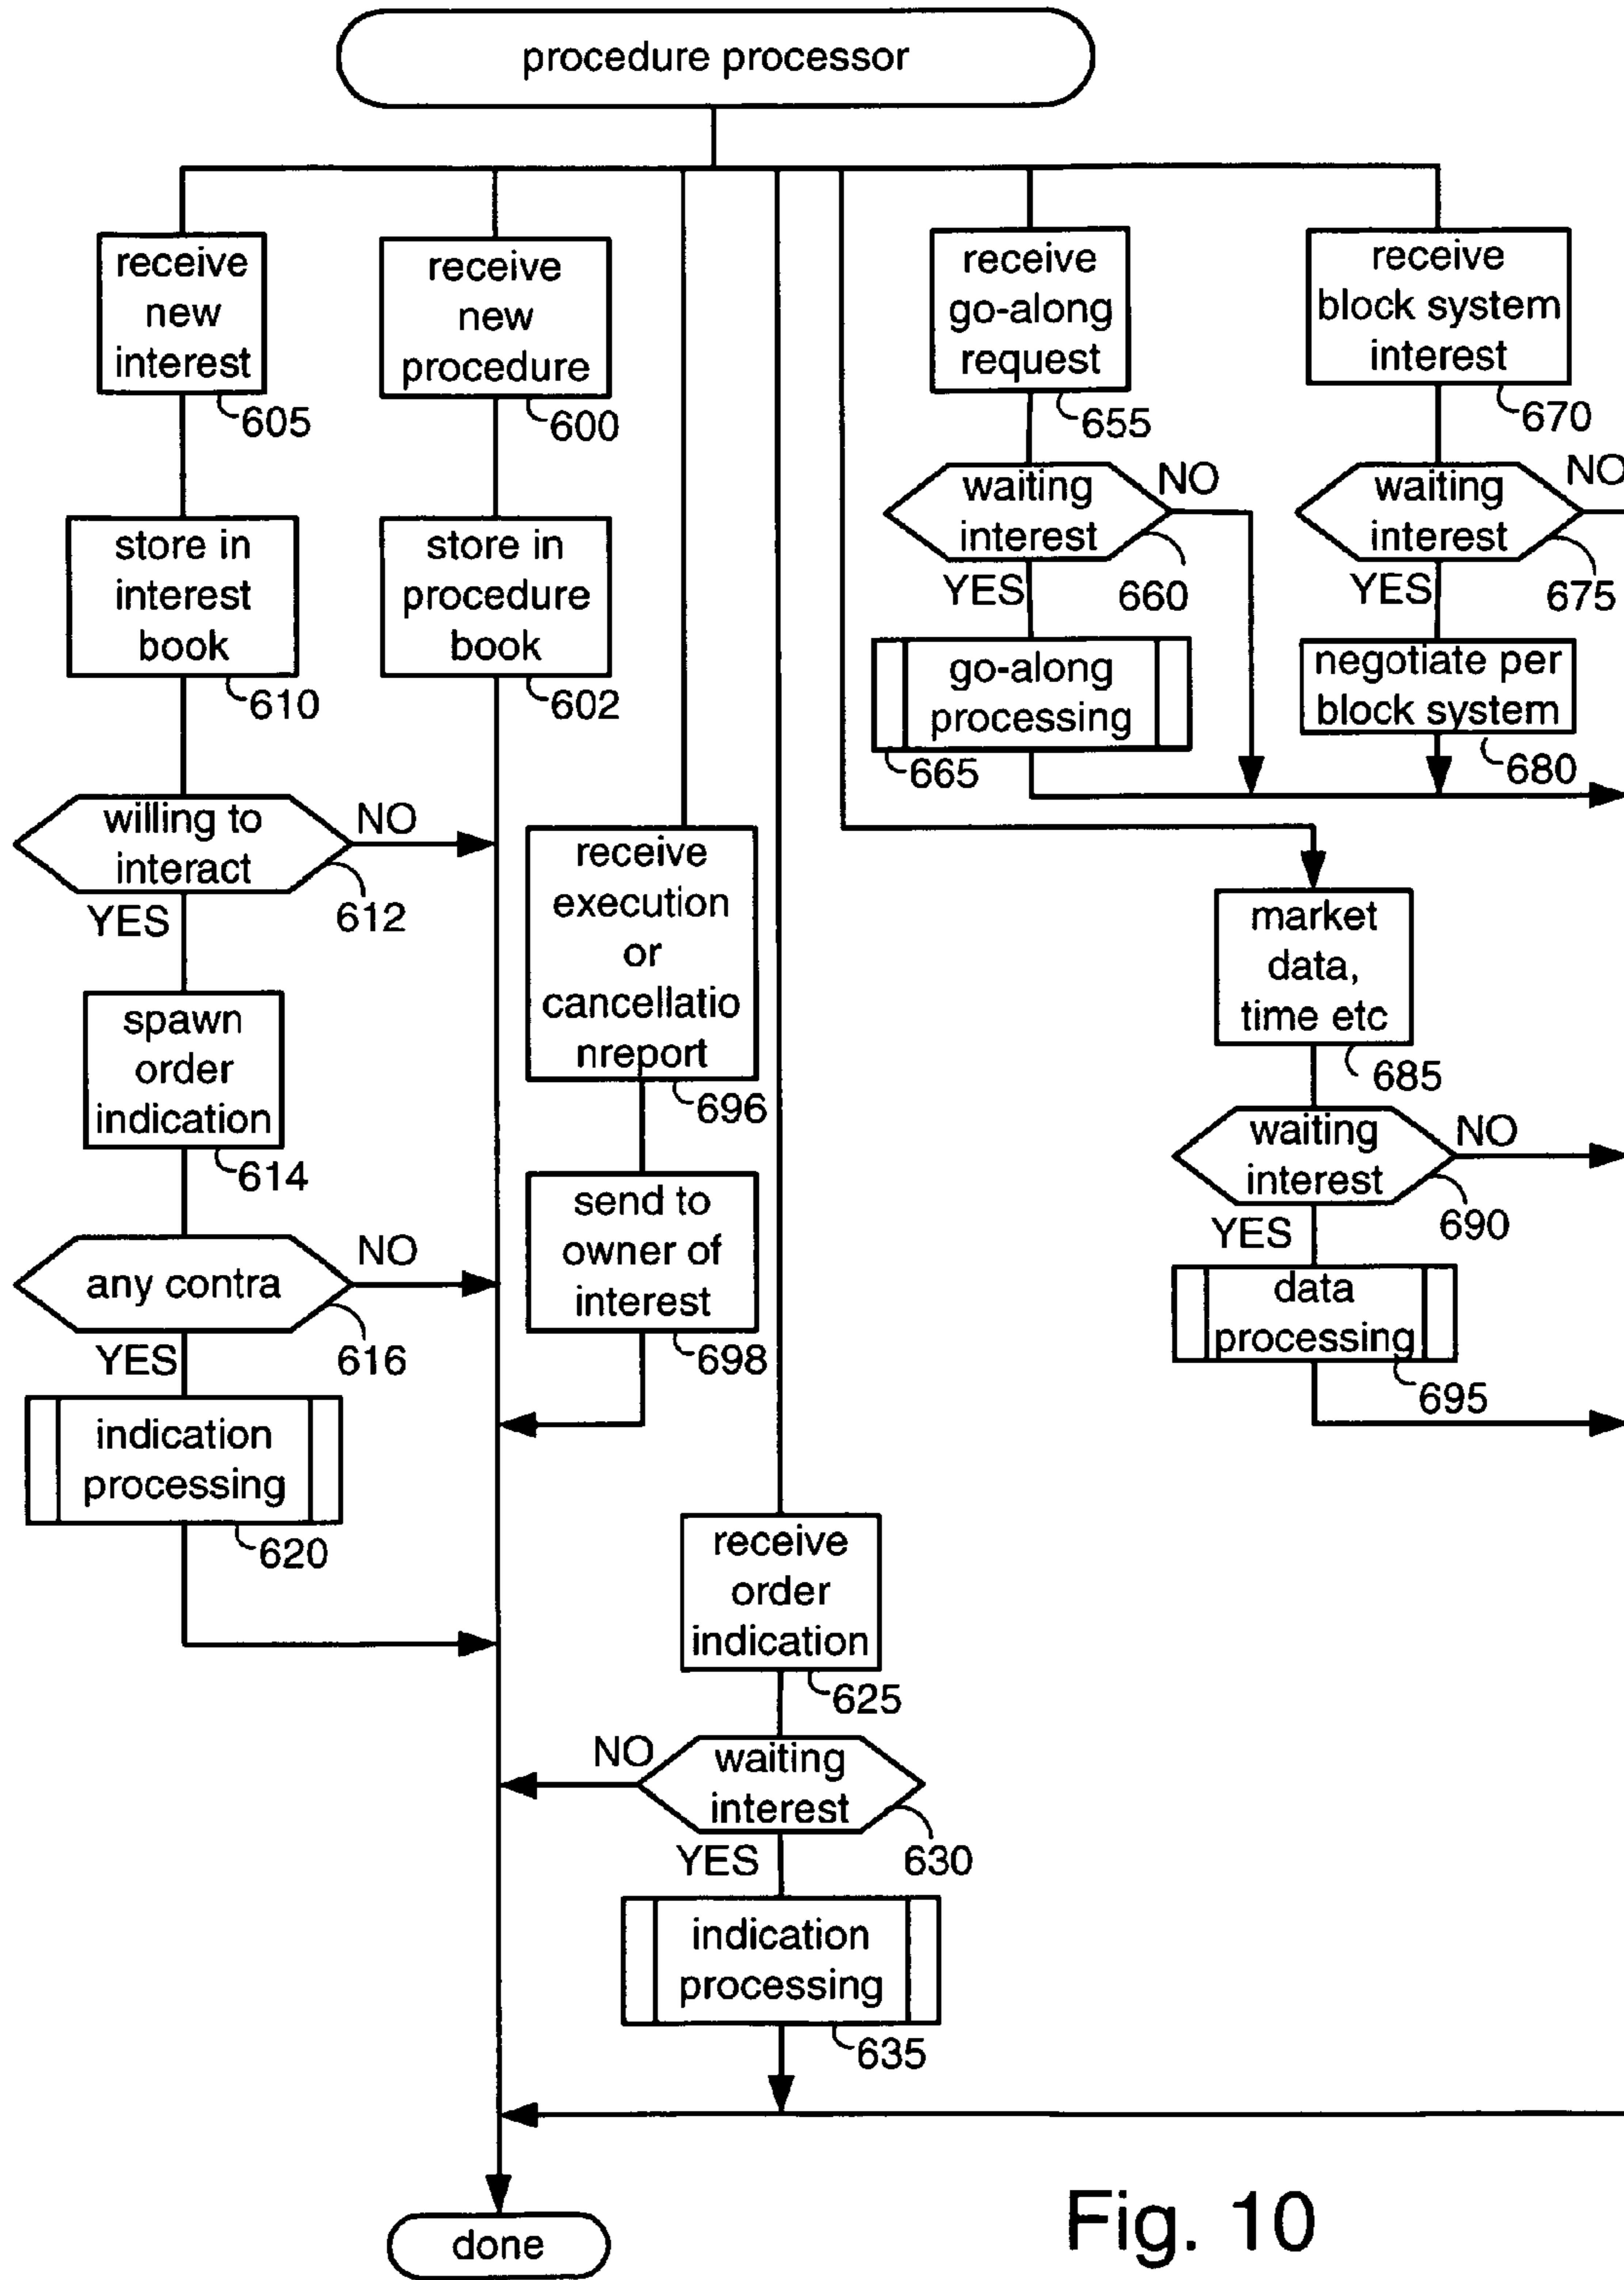 procedure processor
receive
new
interest
605
store in
interest
book
610
willing to
interact
NO
612
YES
spawn
order
indication
614
any contra
NO
616
YES
indication
processing
620
receive
new
procedure
600
store in
procedure
book
602
receive
execution
or
cancellatio
nreport
696
send to
owner of
interest
698
receive
order
indication
625
NO
waiting
interest
630
YES
indication
processing
635
receive
go-along
request
655
waiting
interest
NO
660
YES
go-along
processing
665
receive
block system
interest
670
waiting
interest
NO
675
YES
negotiate per
block system
680
market
data,
time etc
685
waiting
interest
NO
690
YES
data
processing
695
done
Fig. 10